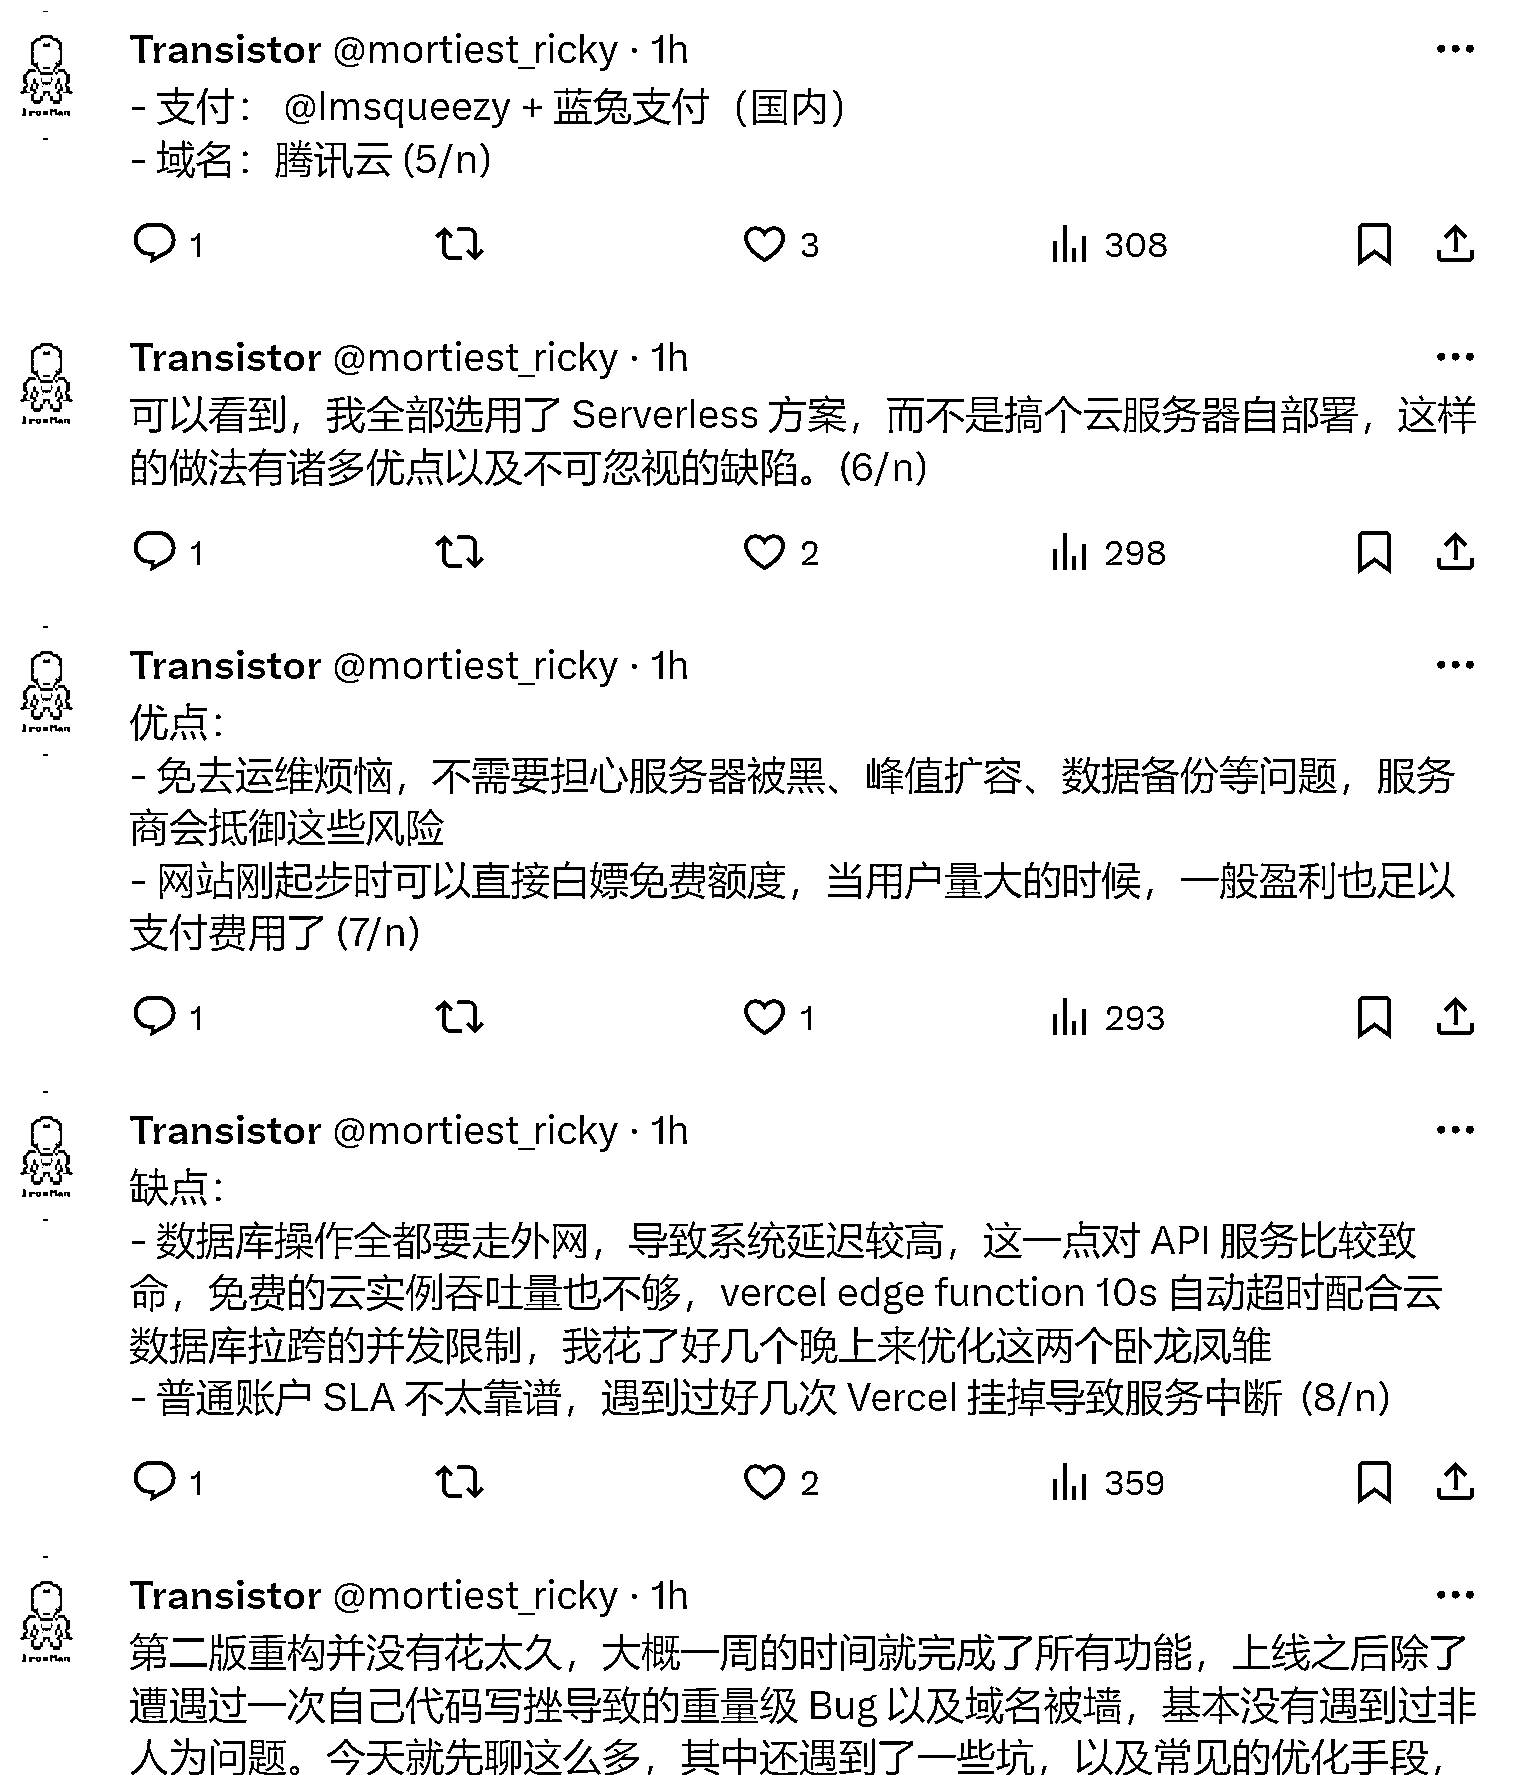 Transistor @mortiest_ricky · 1h
- 支付： @lmsqueezy + 蓝兔支付（国内）
- 域名：腾讯云 (5/n)
1 3 308
IronMan
Transistor @mortiest_ricky · 1h
可以看到，我全部选用了 Serverless 方案，而不是搞个云服务器自部署，这样
的做法有诸多优点以及不可忽视的缺陷。(6/n)
1 2 298
IronMan
Transistor @mortiest_ricky · 1h
优点：
- 免去运维烦恼，不需要担心服务器被黑、峰值扩容、数据备份等问题，服务
商会抵御这些风险
- 网站刚起步时可以直接白嫖免费额度，当用户量大的时候，一般盈利也足以
支付费用了 (7/n)
1 1 293
IronMan
Transistor @mortiest_ricky · 1h
缺点：
- 数据库操作全都要走外网，导致系统延迟较高，这一点对 API 服务比较致
命，免费的云实例吞吐量也不够，vercel edge function 10s 自动超时配合云
数据库拉跨的并发限制，我花了好几个晚上来优化这两个卧龙凤雏
- 普通账户 SLA 不太靠谱，遇到过好几次 Vercel 挂掉导致服务中断 (8/n)
1 2 359
IronMan
Transistor @mortiest_ricky · 1h
第二版重构并没有花太久，大概一周的时间就完成了所有功能，上线之后除了
遭遇过一次自己代码写挫导致的重量级 Bug 以及域名被墙，基本没有遇到过非
人为问题。今天就先聊这么多，其中还遇到了一些坑，以及常见的优化手段，
IronMan